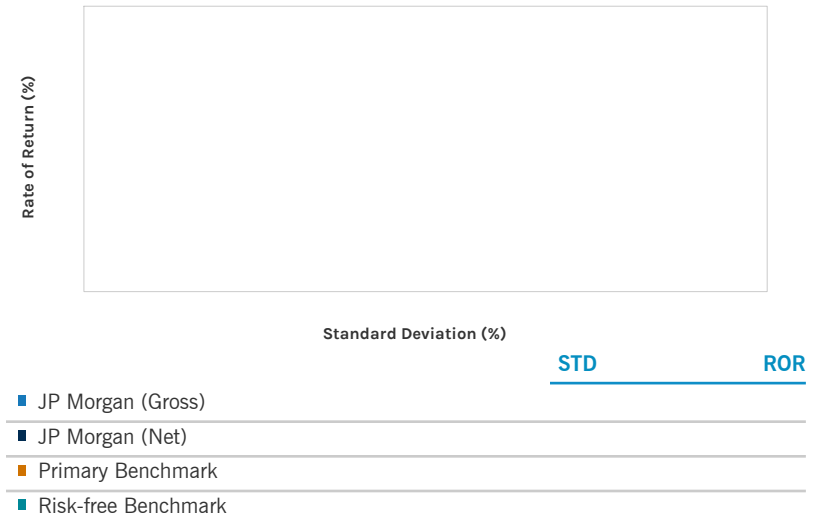 Rate of Return (%)
Standard Deviation (%)
STD ROR
JP Morgan (Gross)
JP Morgan (Net)
Primary Benchmark
Risk-free Benchmark